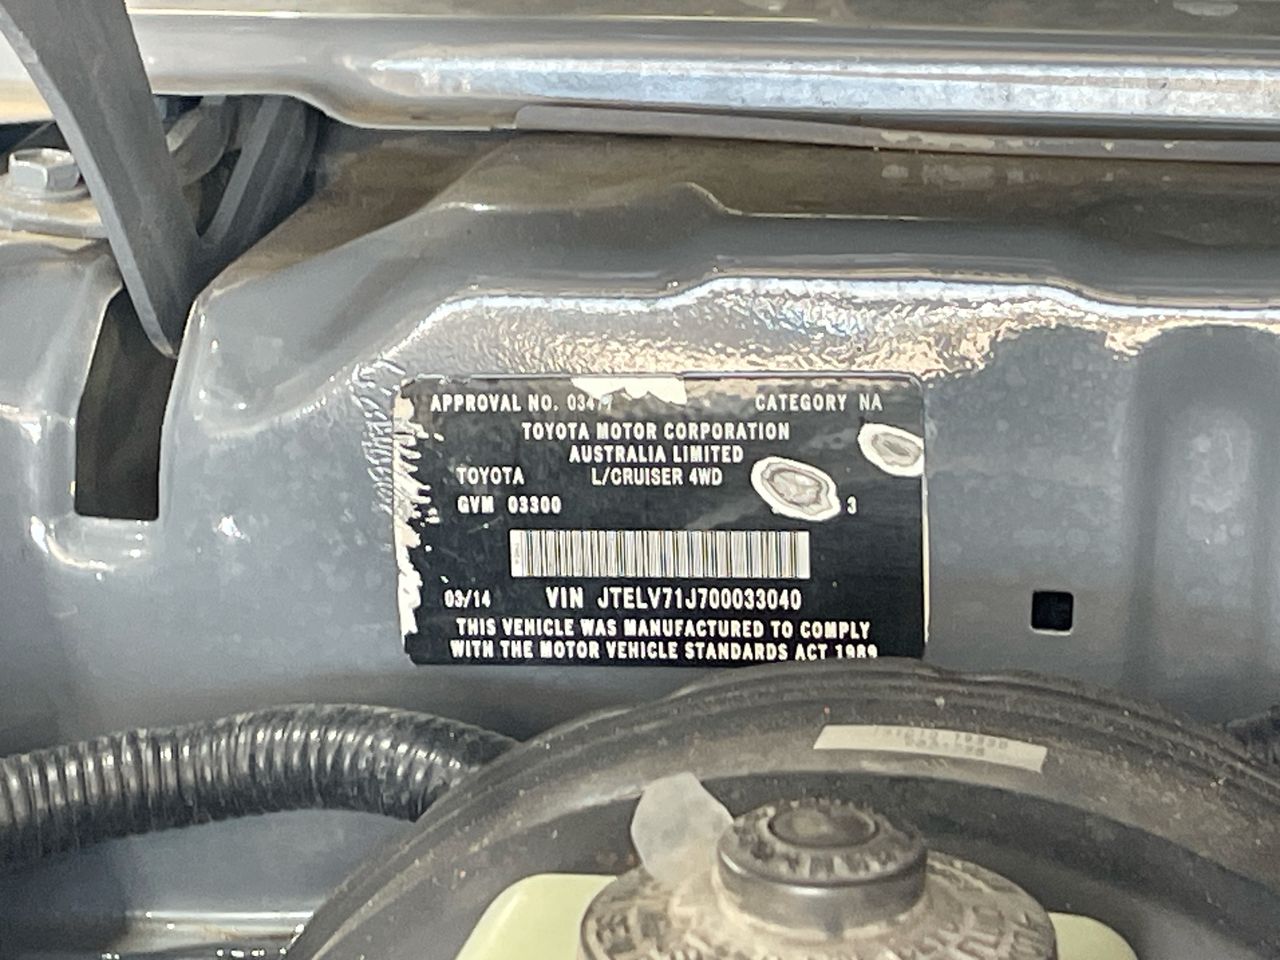 APPROVAL NO. 0347 CATEGORY NA
TOYOTA MOTOR CORPORATION
AUSTRALIA LIMITED
TOYOTA L/CRUISER 4WD
GVM 03300 3
03/14 VIN JTELV71J700033040
THIS VEHICLE WAS MANUFACTURED TO COMPLY
WITH THE MOTOR VEHICLE STANDARDS ACT 1989